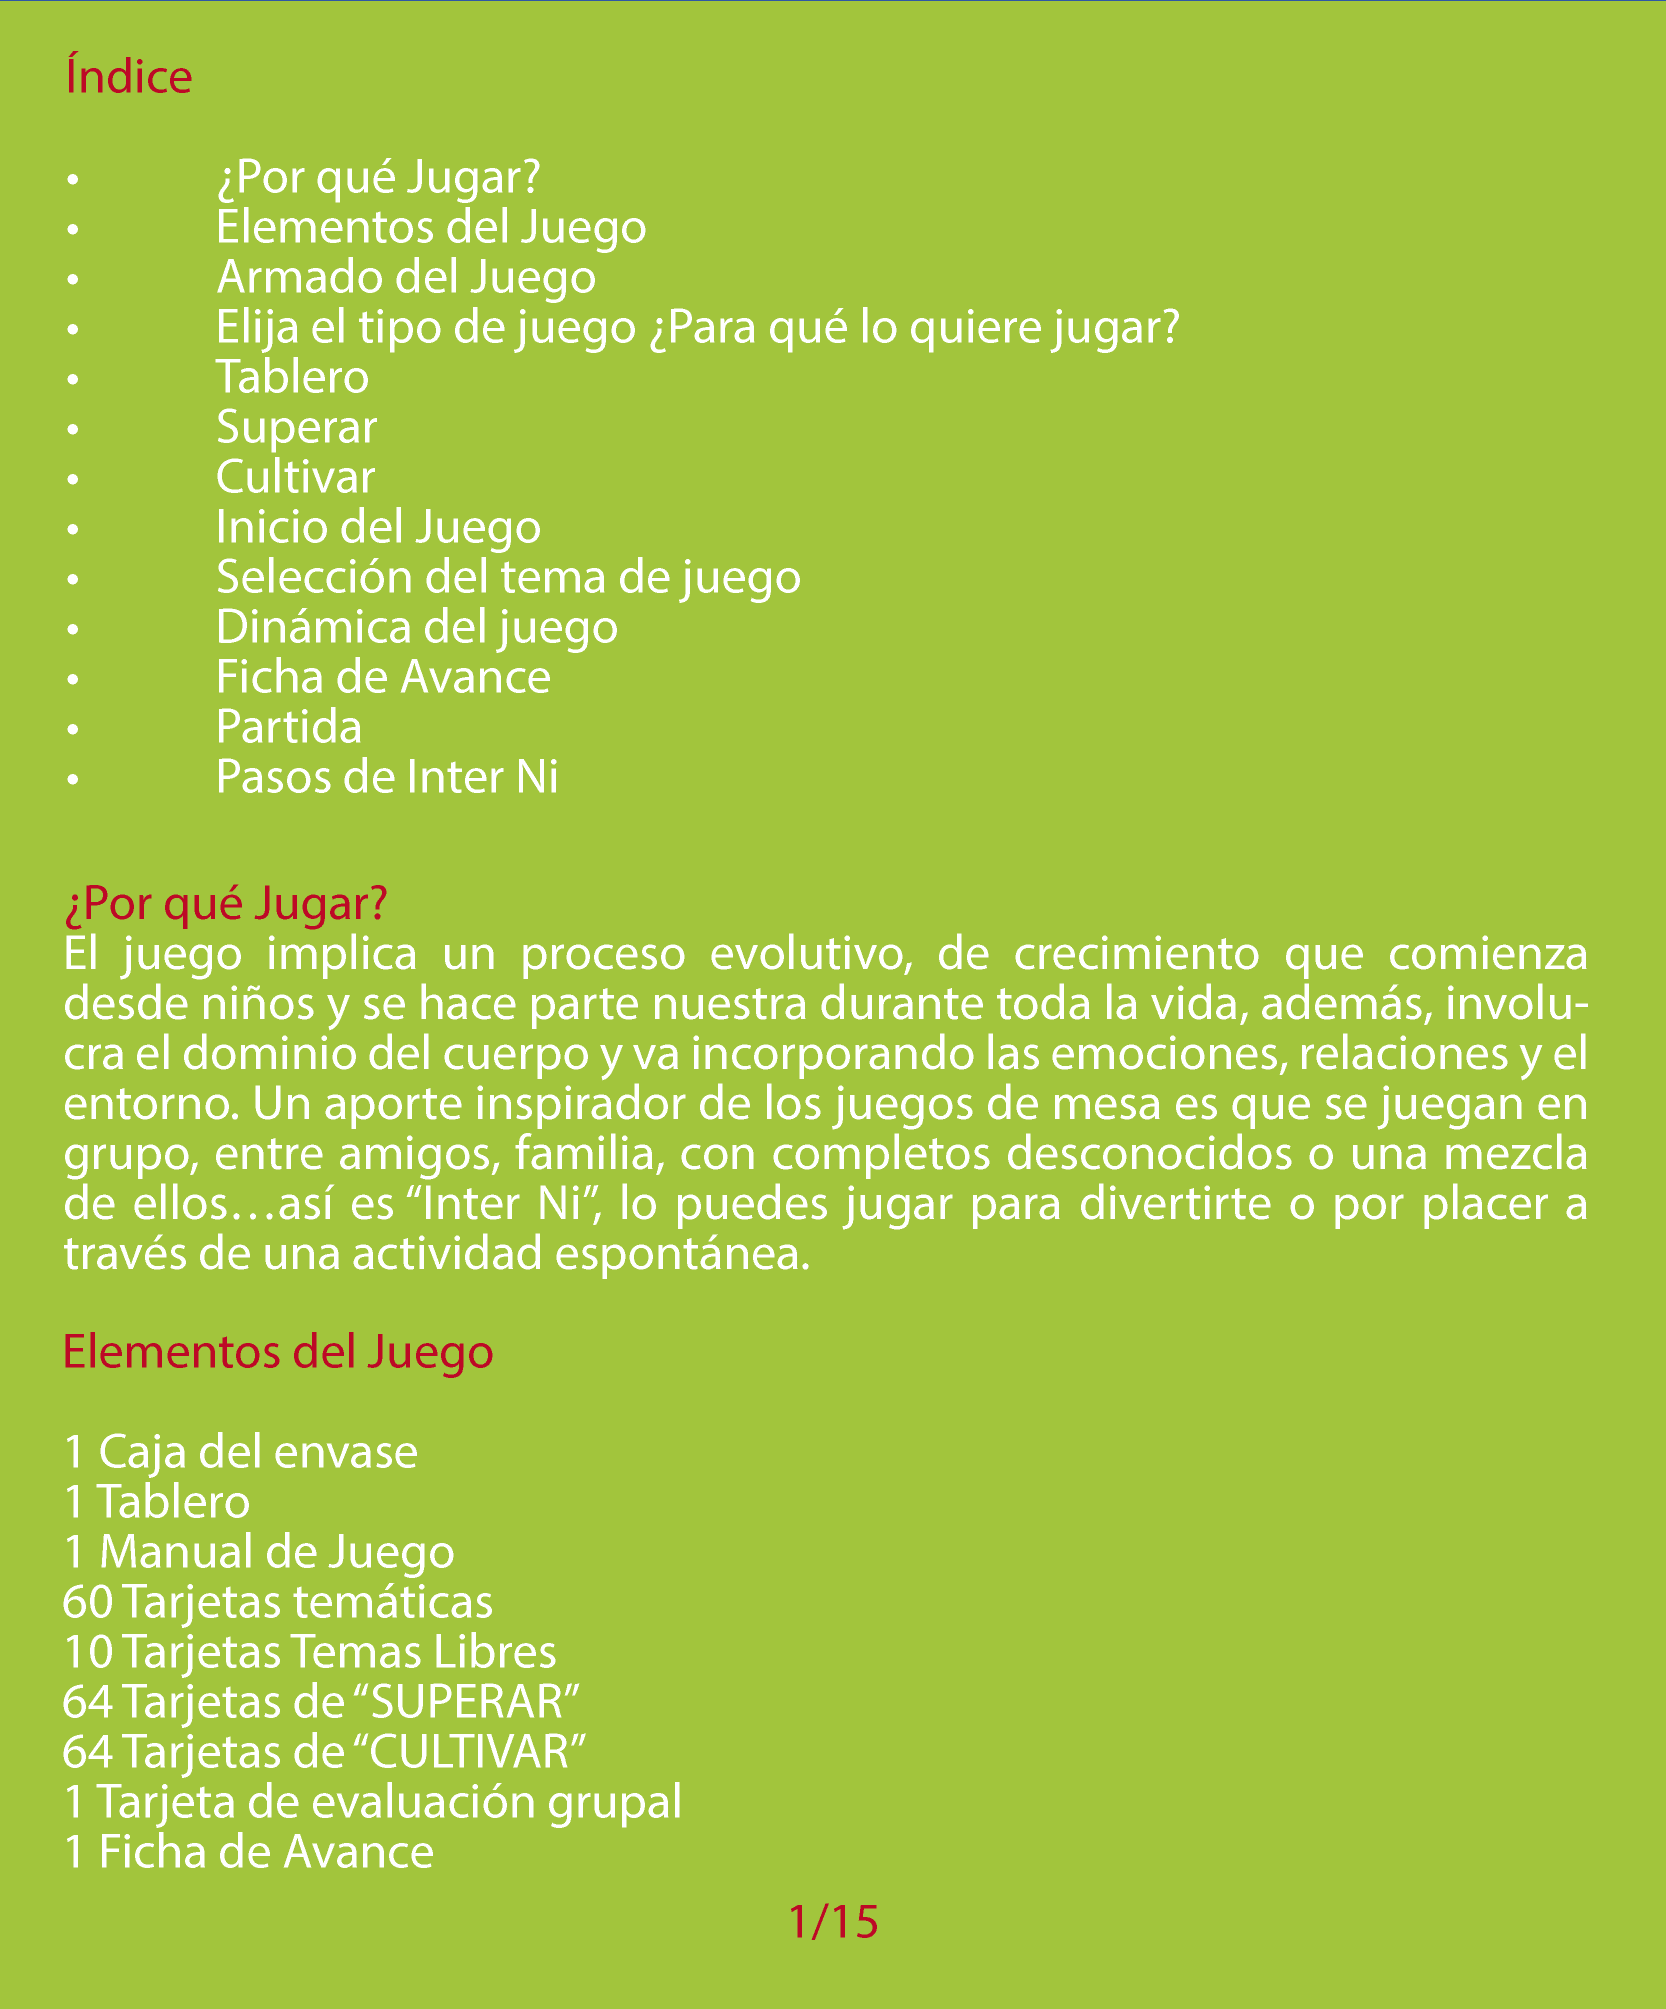 Índice
• ¿Por qué Jugar?
• Elementos del Juego
• Armado del Juego
• Elija el tipo de juego ¿Para qué lo quiere jugar?
• Tablero
• Superar
• Cultivar
• Inicio del Juego
• Selección del tema de juego
• Dinámica del juego
• Ficha de Avance
• Partida
• Pasos de Inter Ni
¿Por qué Jugar?
El juego implica un proceso evolutivo, de crecimiento que comienza
desde niños y se hace parte nuestra durante toda la vida, además, involu-
cra el dominio del cuerpo y va incorporando las emociones, relaciones y el
entorno. Un aporte inspirador de los juegos de mesa es que se juegan en
grupo, entre amigos, familia, con completos desconocidos o una mezcla
de ellos…así es “Inter Ni”, lo puedes jugar para divertirte o por placer a
través de una actividad espontánea.
Elementos del Juego
1 Caja del envase
1 Tablero
1 Manual de Juego
60 Tarjetas temáticas
10 Tarjetas Temas Libres
64 Tarjetas de “SUPERAR”
64 Tarjetas de “CULTIVAR”
1 Tarjeta de evaluación grupal
1 Ficha de Avance
1/15